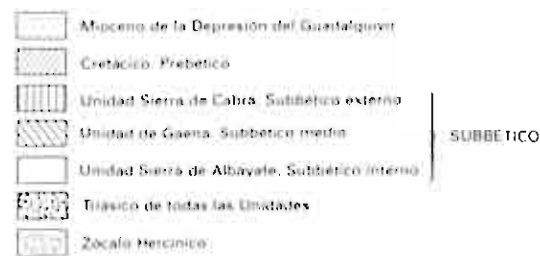 Mioceno de la Depresión del Guadalquivir
Cretácico. Prebético
Unidad Sierra de Cabra. Subbético externo
Unidad de Gaena. Subbético medio
SUBBETICO
Unidad Sierra de Albayate. Subbético interno
Triásico de todas las Unidades
Zócalo Hercínico